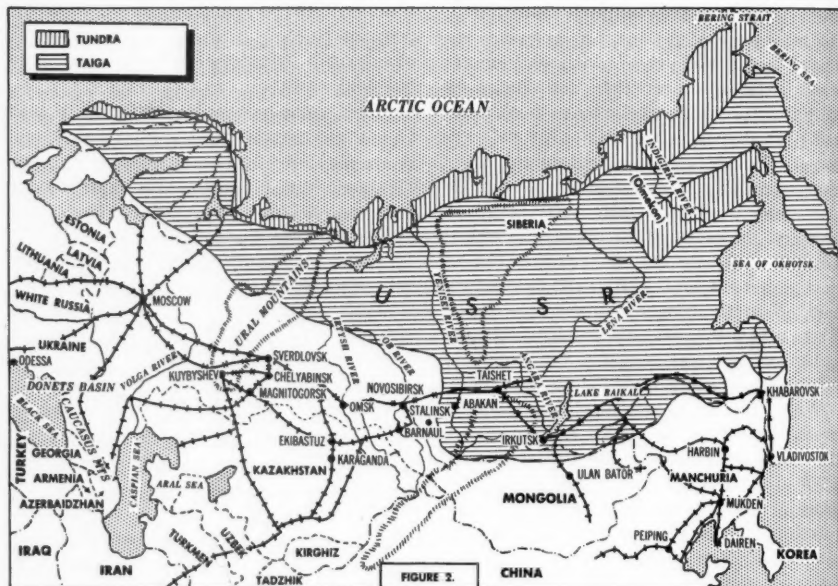 TUNDRA
TAIGA
BERING STRAIT
BERING SEA
ARCTIC OCEAN
INDIGIRKA RIVER
(Oimekon)
SIBERIA
SEA OF OKHOTSK
ESTONIA
LATVIA
LITHUANIA
WHITE RUSSIA
MOSCOW
URAL MOUNTAINS
U S S R
YENISEI RIVER
LENA RIVER
UKRAINE
ODESSA
DONETS BASIN
VOLGA RIVER
KUYBYSHEV
SVERDLOVSK
CHELYABINSK
MAGNITOGORSK
IRTYSH RIVER
OB RIVER
OMSK
NOVOSIBIRSK
STALINSK
BARNAUL
TAISHET
ABAKAN
ANGARA RIVER
LAKE BAIKAL
IRKUTSK
KHABAROVSK
VLADIVOSTOK
HARBIN
BLACK SEA
CAUCASUS MTS
CASPIAN SEA
ARAL SEA
EKIBASTUZ
KARAGANDA
KAZAKHSTAN
ULAN BATOR
MONGOLIA
MANCHURIA
MUKDEN
DAIREN
PEIPING
KOREA
CHINA
TURKEY
GEORGIA
ARMENIA
AZERBAIDZHAN
IRAQ
IRAN
TURKMEN
UZBEK
KIRGHIZ
TADZHIK
FIGURE 2.